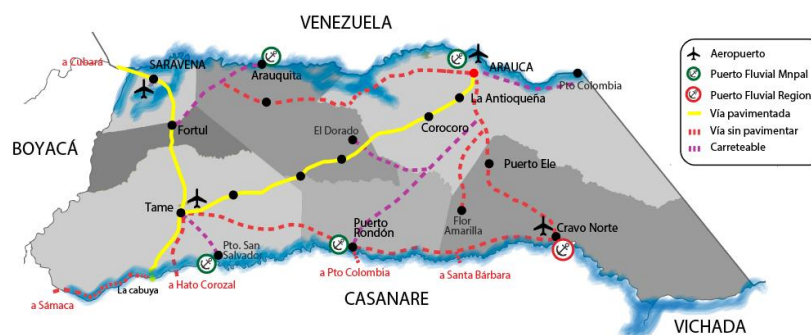 VENEZUELA
a Cubará
SARAVENA
Arauquita
ARAUCA
Pto Colombia
La Antioqueña
Fortul
El Dorado
Corocoro
BOYACÁ
Puerto Ele
Tame
Flor
Amarilla
Puerto
Rondón
Cravo Norte
Pto. San
Salvador
a Sámaca
La cabuya
a Hato Corozal
a Pto Colombia
a Santa Bárbara
CASANARE
VICHADA
Aeropuerto
Puerto Fluvial Mnpal
Puerto Fluvial Region
Vía pavimentada
Vía sin pavimentar
Carreteable